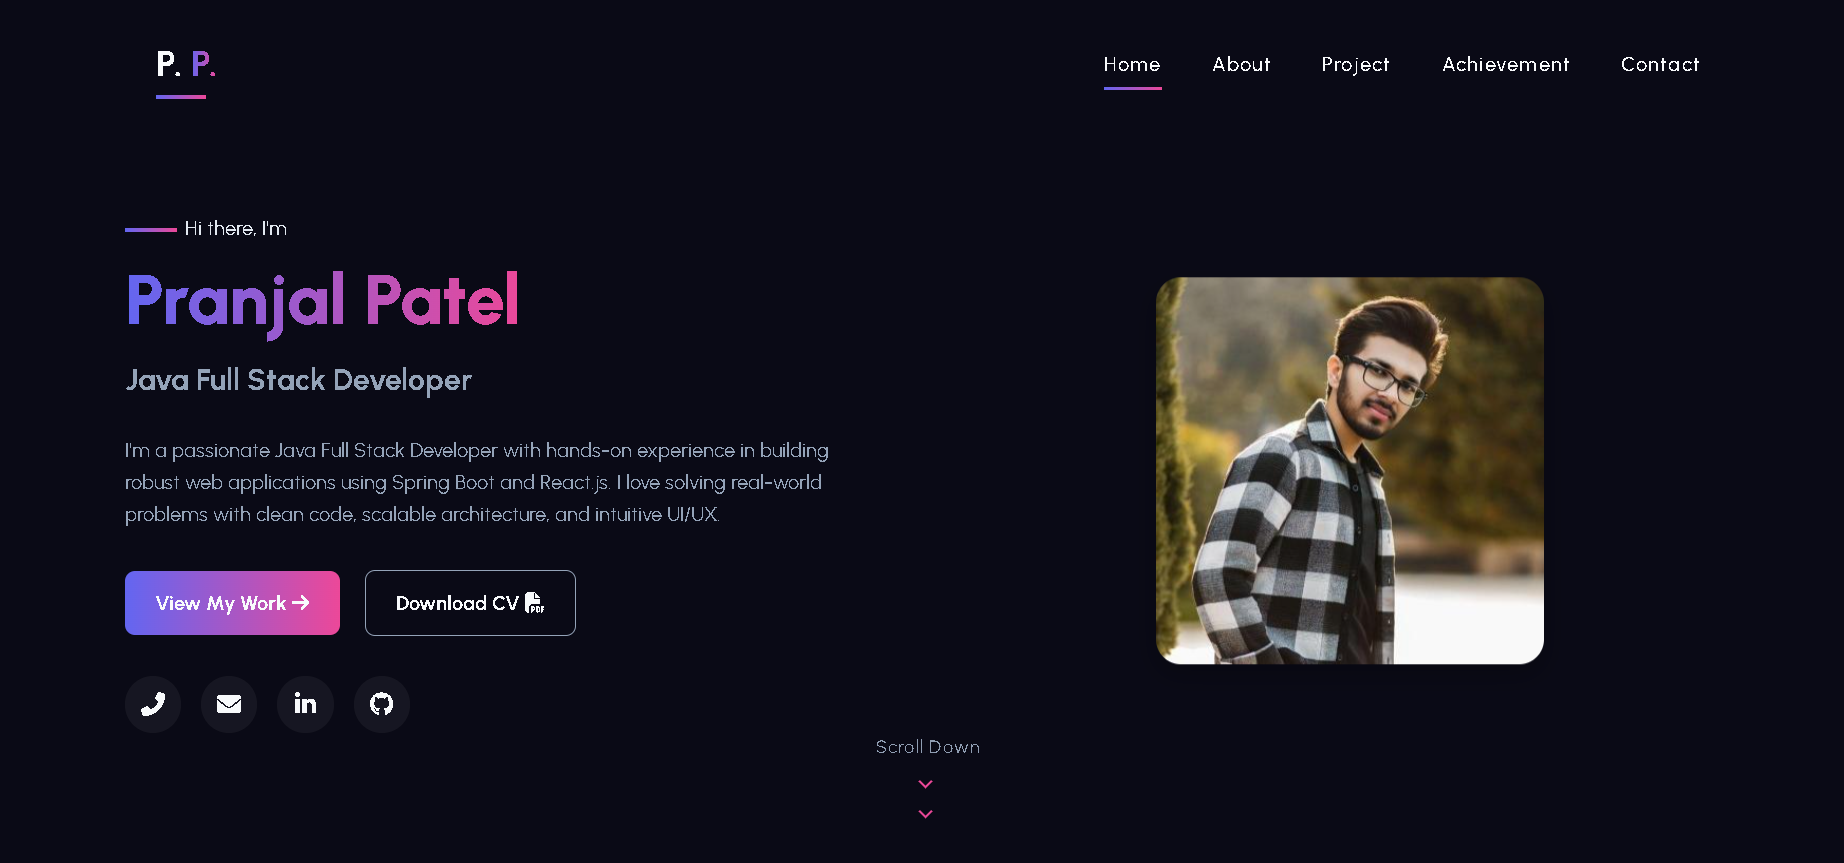 P. P.
Home About Project Achievement Contact
Hi there, I'm
Pranjal Patel
Java Full Stack Developer
I'm a passionate Java Full Stack Developer with hands-on experience in building
robust web applications using Spring Boot and React.js. I love solving real-world
problems with clean code, scalable architecture, and intuitive UI/UX.
View My Work
Download CV PDF
in
Scroll Down